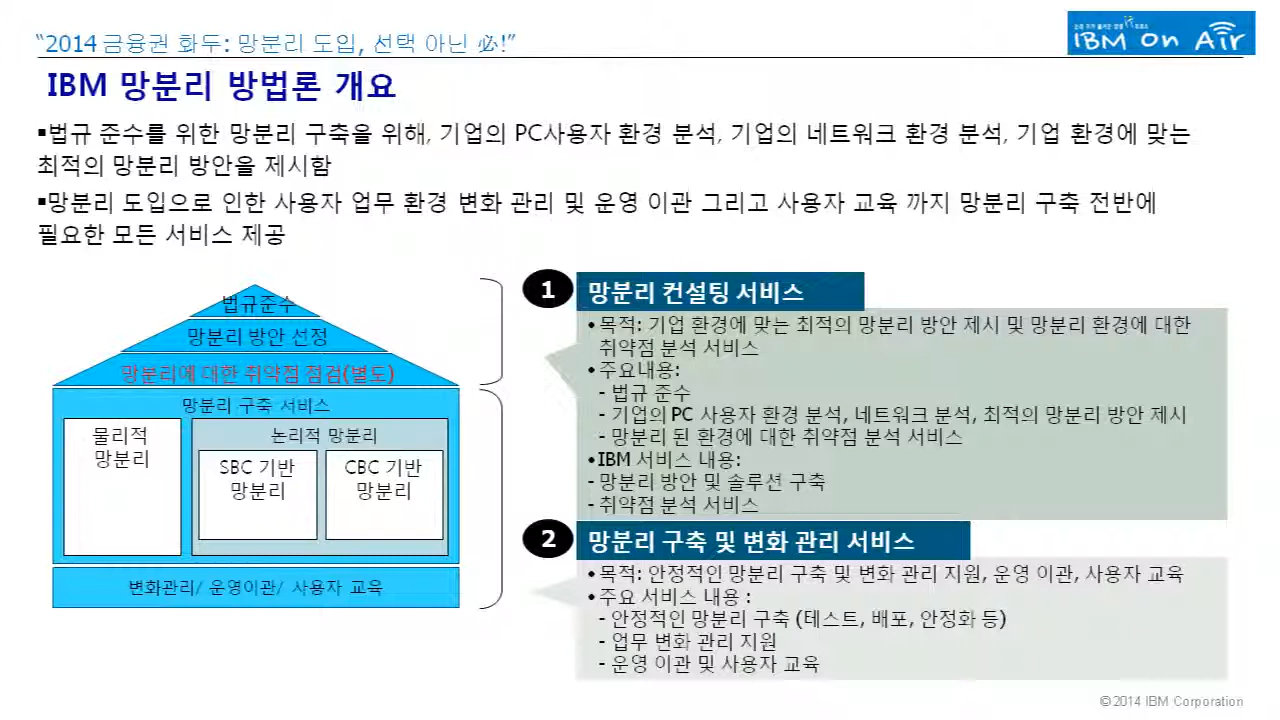 “2014 금융권 화두: 망분리 도입, 선택 아닌 必!”
IBM On Air
IBM 망분리 방법론 개요
▪법규 준수를 위한 망분리 구축을 위해, 기업의 PC사용자 환경 분석, 기업의 네트워크 환경 분석, 기업 환경에 맞는
최적의 망분리 방안을 제시함
▪망분리 도입으로 인한 사용자 업무 환경 변화 관리 및 운영 이관 그리고 사용자 교육 까지 망분리 구축 전반에
필요한 모든 서비스 제공
법규준수
망분리 방안 선정
망분리에 대한 취약점 점검(별도)
망분리 구축 서비스
물리적
망분리
논리적 망분리
SBC 기반
망분리
CBC 기반
망분리
변화관리/ 운영이관/ 사용자 교육
1 망분리 컨설팅 서비스
•목적: 기업 환경에 맞는 최적의 망분리 방안 제시 및 망분리 환경에 대한
취약점 분석 서비스
•주요내용:
- 법규 준수
- 기업의 PC 사용자 환경 분석, 네트워크 분석, 최적의 망분리 방안 제시
- 망분리 된 환경에 대한 취약점 분석 서비스
•IBM 서비스 내용:
- 망분리 방안 및 솔루션 구축
- 취약점 분석 서비스
2 망분리 구축 및 변화 관리 서비스
•목적: 안정적인 망분리 구축 및 변화 관리 지원, 운영 이관, 사용자 교육
•주요 서비스 내용 :
- 안정적인 망분리 구축 (테스트, 배포, 안정화 등)
- 업무 변화 관리 지원
- 운영 이관 및 사용자 교육
©2014 IBM Corporation